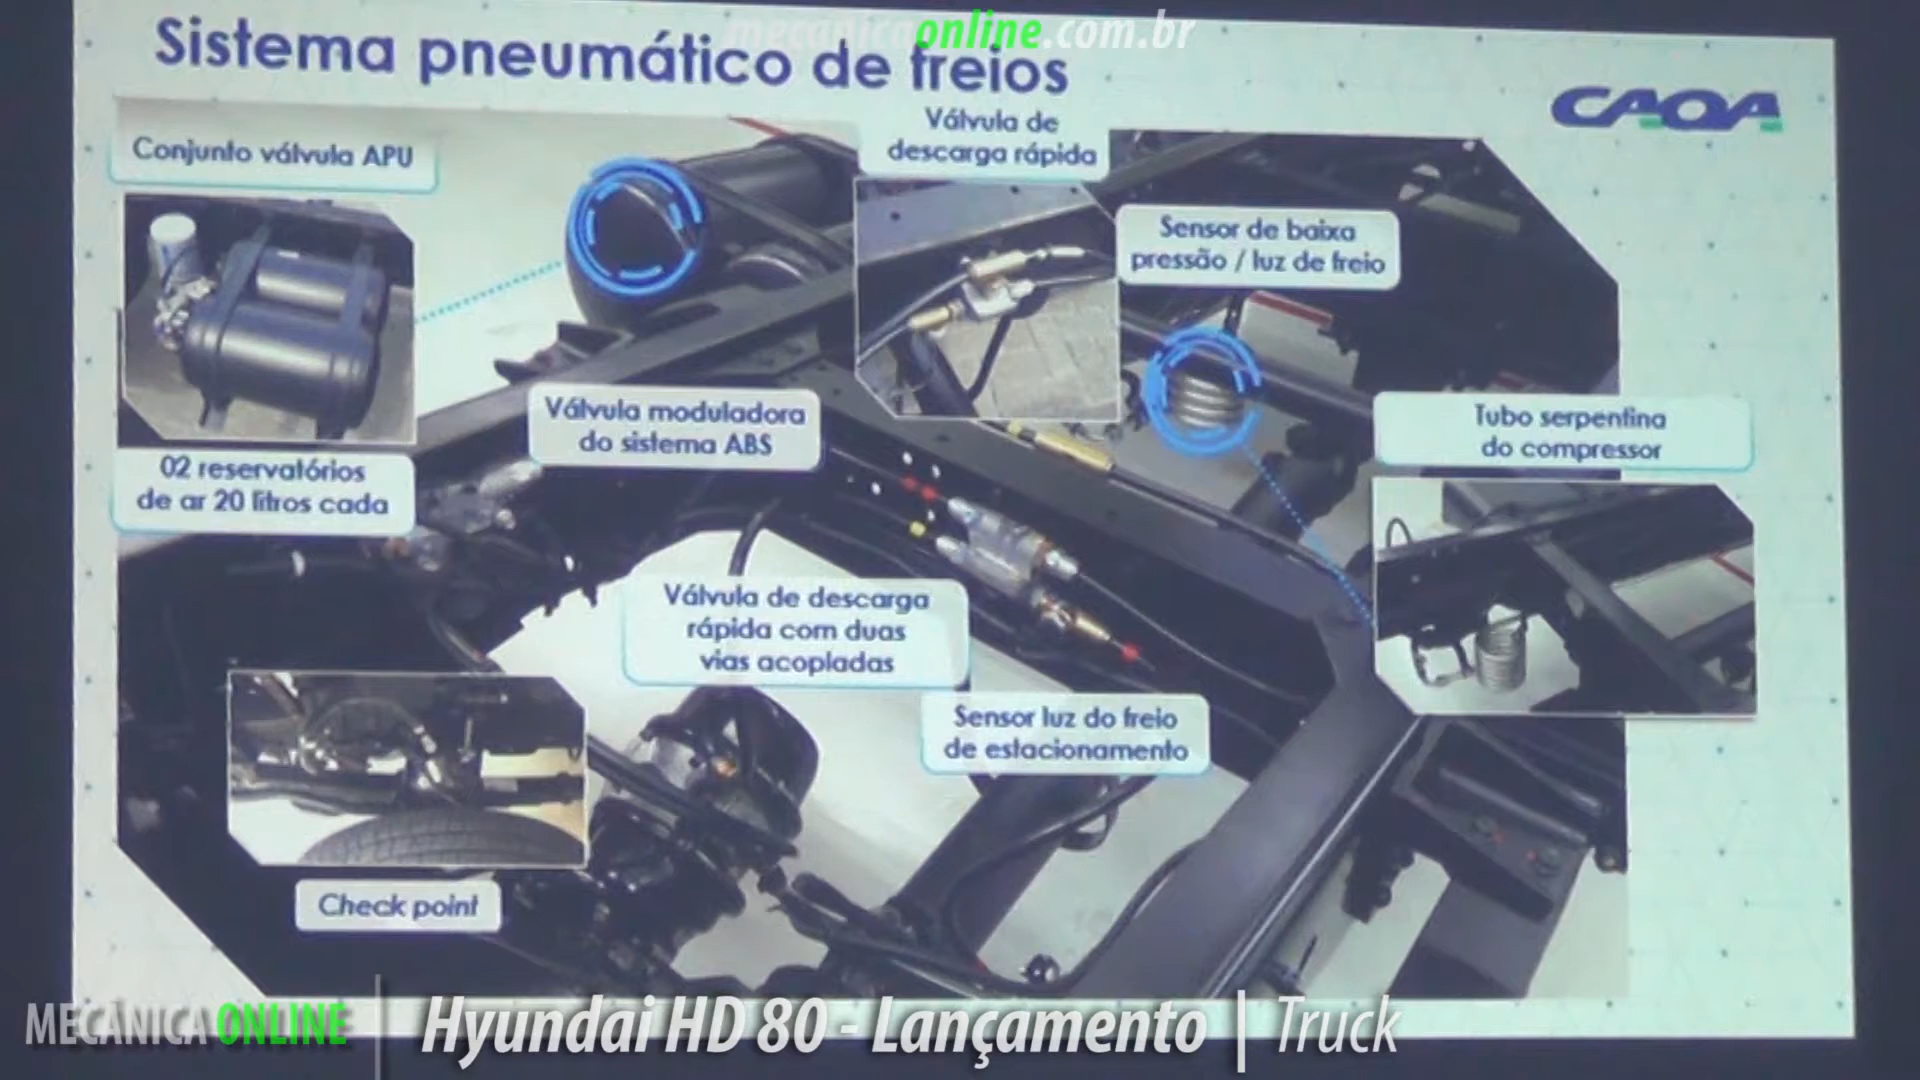 mecanicaonline.com.br
Sistema pneumático de freios
CAOA
Conjunto válvula APU
Válvula de
descarga rápida
Sensor de baixa
pressão / luz de freio
Válvula moduladora
do sistema ABS
Tubo serpentina
do compressor
02 reservatórios
de ar 20 litros cada
Válvula de descarga
rápida com duas
vias acopladas
Sensor luz do freio
de estacionamento
Check point
MECÂNICA ONLINE | Hyundai HD 80 - Lançamento | Truck